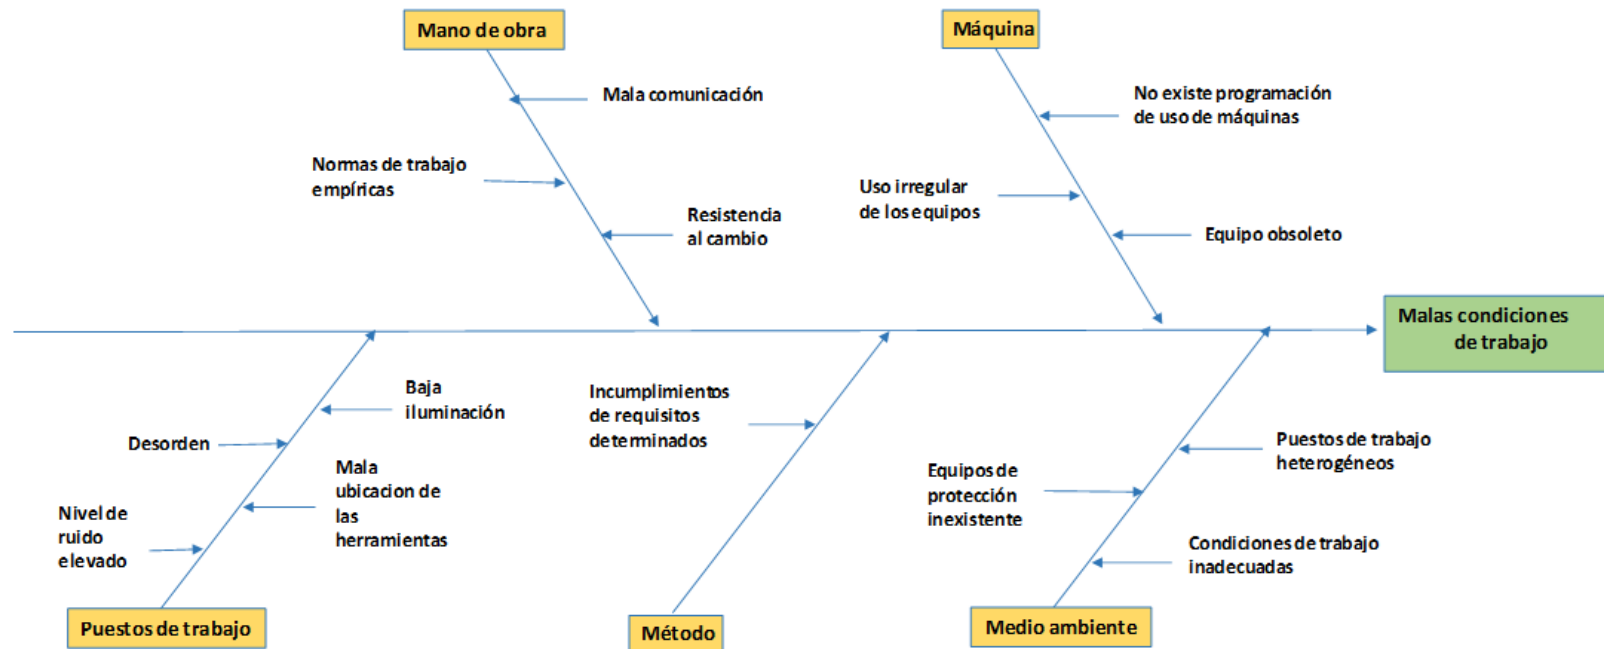 Mano de obra
Máquina
Mala comunicación
No existe programación
de uso de máquinas
Normas de trabajo
empíricas
Uso irregular
de los equipos
Resistencia
al cambio
Equipo obsoleto
Malas condiciones
de trabajo
Baja
iluminación
Desorden
Mala
ubicacion de
las
herramientas
Nivel de
ruido
elevado
Incumplimientos
de requisitos
determinados
Puestos de trabajo
heterogéneos
Equipos de
protección
inexistente
Condiciones de trabajo
inadecuadas
Puestos de trabajo
Método
Medio ambiente